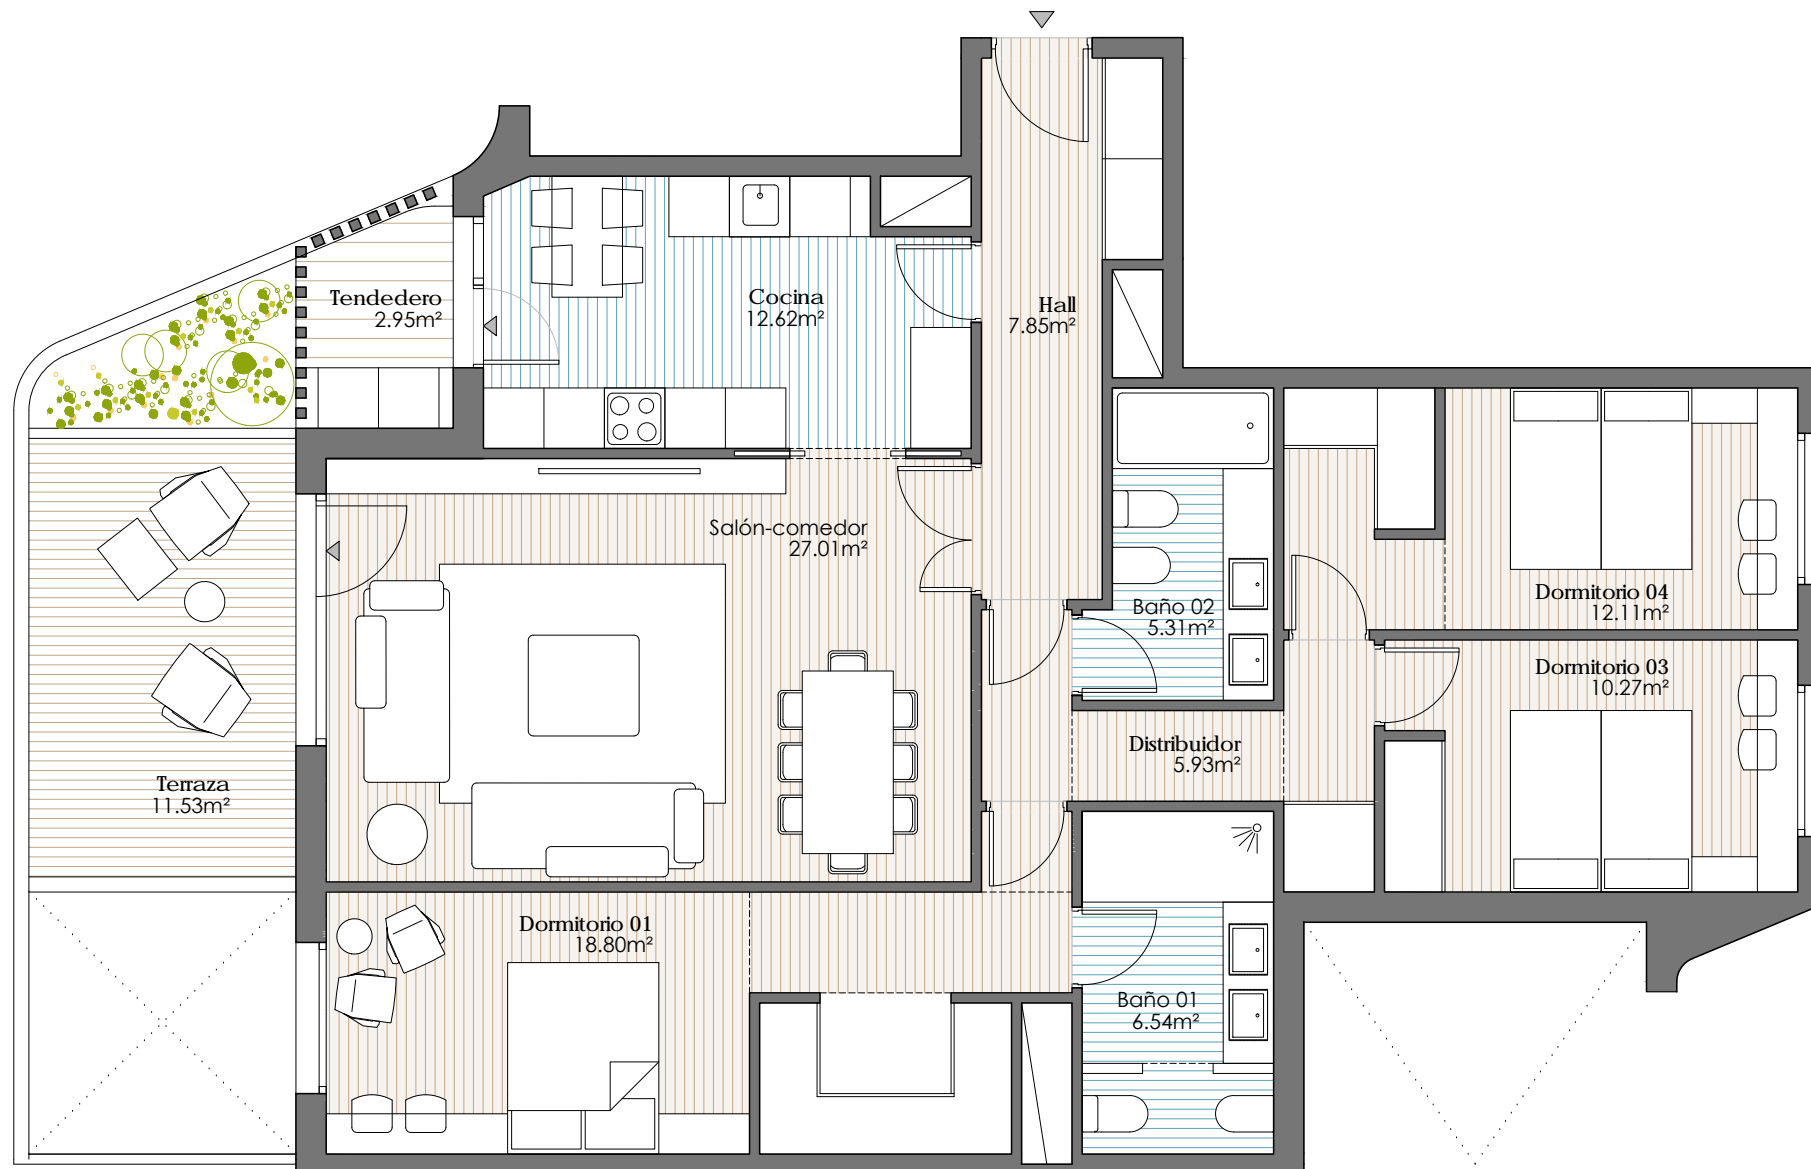 Tendedero
2.95m²
Cocina
12.62m²
Hall
7.85m²
Salón-comedor
27.01m²
Baño 02
5.31m²
Dormitorio 04
12.11m²
Dormitorio 03
10.27m²
Distribuidor
5.93m²
Terraza
11.53m²
Dormitorio 01
18.80m²
Baño 01
6.54m²